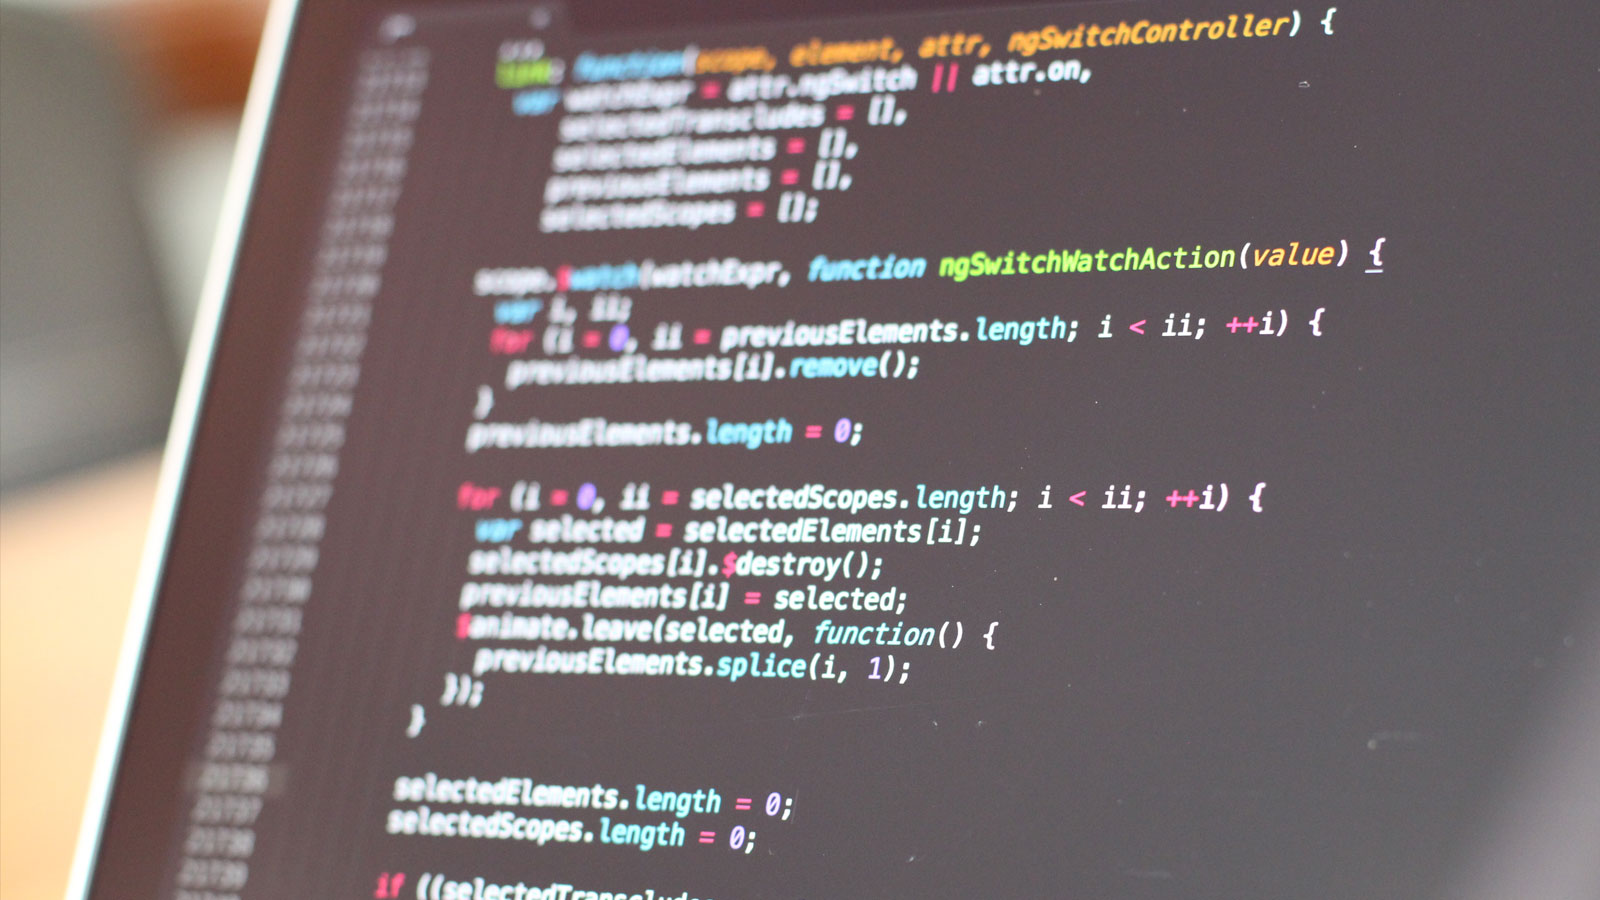 link: function(scope, element, attr, ngSwitchController) {
var watchExpr = attr.ngSwitch || attr.on,
selectedTranscludes = [],
selectedElements = [],
previousElements = [],
selectedScopes = [];
scope.$watch(watchExpr, function ngSwitchWatchAction(value) {
var i, ii;
for (i = 0, ii = previousElements.length; i < ii; ++i) {
previousElements[i].remove();
}
previousElements.length = 0;
for (i = 0, ii = selectedScopes.length; i < ii; ++i) {
var selected = selectedElements[i];
selectedScopes[i].$destroy();
previousElements[i] = selected;
$animate.leave(selected, function() {
previousElements.splice(i, 1);
});
}
selectedElements.length = 0;
selectedScopes.length = 0;
if ((selectedTransclude